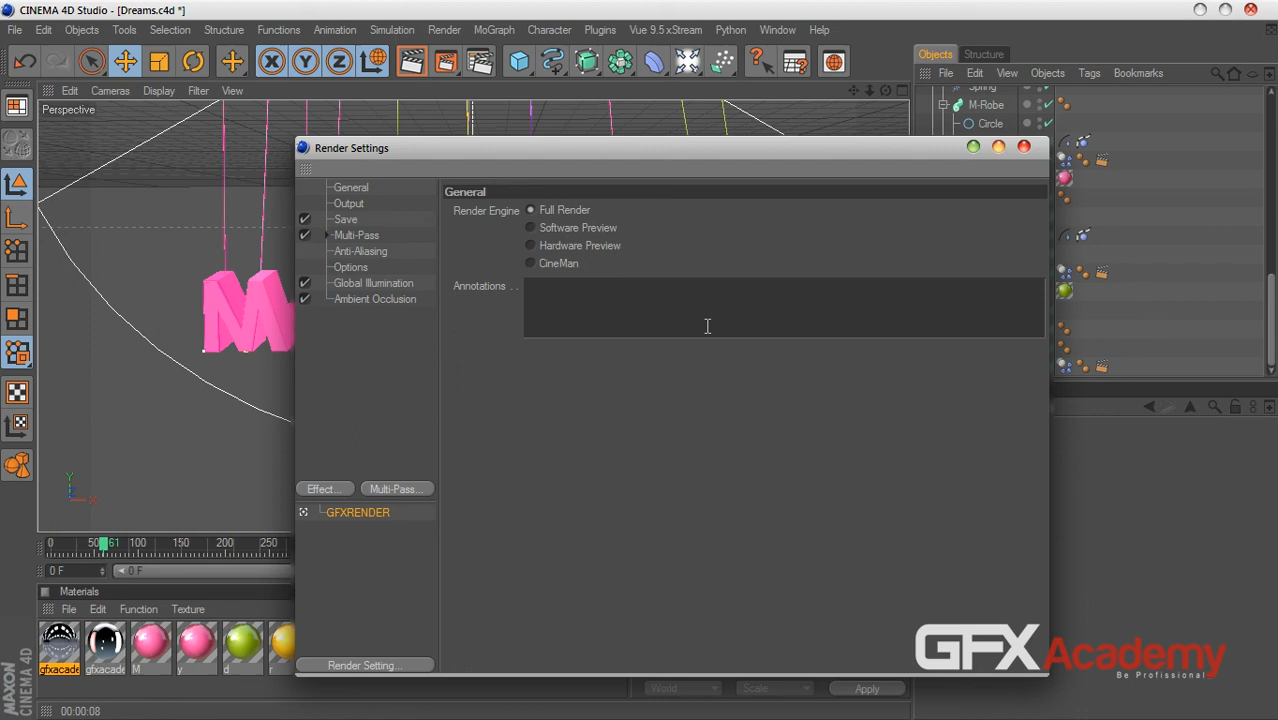 CINEMA 4D Studio - [Dreams.c4d *]
File Edit Objects Tools Selection Structure Functions Animation Simulation Render MoGraph Character Plugins Vue 9.5 xStream Python Window Help
X Y Z
Objects Structure
File Edit View Objects Tags Bookmarks
Spring
M-Robe
Circle
Edit Cameras Display Filter View
Perspective
Render Settings
General
Output
Save
Multi-Pass
Anti-Aliasing
Options
Global Illumination
Ambient Occlusion
Effect... Multi-Pass...
GFXRENDER
Render Setting...
General
Render Engine Full Render
Software Preview
Hardware Preview
CineMan
Annotations . .
M
Y
X
0 50 61 100 150 200 250
0 F 0 F
Materials
File Edit Function Texture
gfxacade gfxacade M y d r
World Scale Apply
00:00:08
MAXON
CINEMA 4D
GFX Academy
Be Profissional